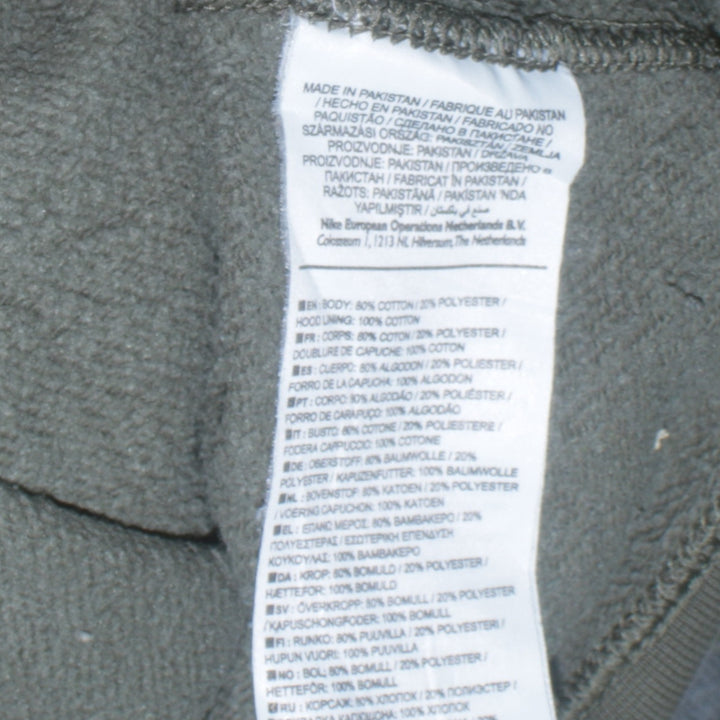 MADE IN PAKISTAN / FABRIQUE AU PAKISTAN
/ HECHO EN PAKISTAN / FABRICADO NO
PAQUISTÃO / СДЕЛАНО В ПАКИСТАНЕ /
SZÁRMAZÁSI ORSZÁG: PAKISZTÁN / ZEMLJA
PROIZVODNJE: PAKISTAN / DRŽAVA
PROIZVODNJE: PAKISTAN / ПРОИЗВЕДЕНО В
ПАКИСТАН / FABRICAT ÎN PAKISTAN /
RAŽOTS: PAKISTĀNĀ / PAKISTAN 'NDA
YAPILMIŞTIR / صنع في باكستان
Nike European Operations Netherlands B.V.
Colosseum 1, 1213 NL Hilversum, The Netherlands
EN: BODY: 80% COTTON / 20% POLYESTER /
HOOD LINING: 100% COTTON
FR: CORPS: 80% COTON / 20% POLYESTER /
DOUBLURE DE CAPUCHE: 100% COTON
ES: CUERPO: 80% ALGODON / 20% POLIESTER /
FORRO DE LA CAPUCHA: 100% ALGODON
PT: CORPO: 80% ALGODÃO / 20% POLIÉSTER /
FORRO DE CARAPUÇO: 100% ALGODÃO
IT: BUSTO: 80% COTONE / 20% POLIESTERE /
FODERA CAPPUCCIO: 100% COTONE
DE: OBERSTOFF: 80% BAUMWOLLE / 20%
POLYESTER / KAPUZENFUTTER: 100% BAUMWOLLE
NL: BOVENSTOF: 80% KATOEN / 20% POLYESTER
/ VOERING CAPUCHON: 100% KATOEN
EL: ΕΠΑΝΩ ΜΕΡΟΣ: 80% ΒΑΜΒΑΚΕΡΟ / 20%
ΠΟΛΥΕΣΤΕΡΑΣ / ΕΣΩΤΕΡΙΚΗ ΕΠΕΝΔΥΣΗ
ΚΟΥΚΟΥΛΑΣ: 100% ΒΑΜΒΑΚΕΡΟ
DA: KROP: 80% BOMULD / 20% POLYESTER /
HÆTTEFOR: 100% BOMULD
SV: ÖVERKROPP: 80% BOMULL / 20% POLYESTER
/ KAPUSCHONGFODER: 100% BOMULL
FI: RUNKO: 80% PUUVILLA / 20% POLYESTERI /
HUPUN VUORI: 100% PUUVILLA
NO: BOL: 80% BOMULL / 20% POLYESTER /
HETTEFÔR: 100% BOMULL
RU: КОРСАЖ: 80% ХЛОПОК / 20% ПОЛИЭСТЕР /
КАПЮШОНА: 100% ХЛОПОК